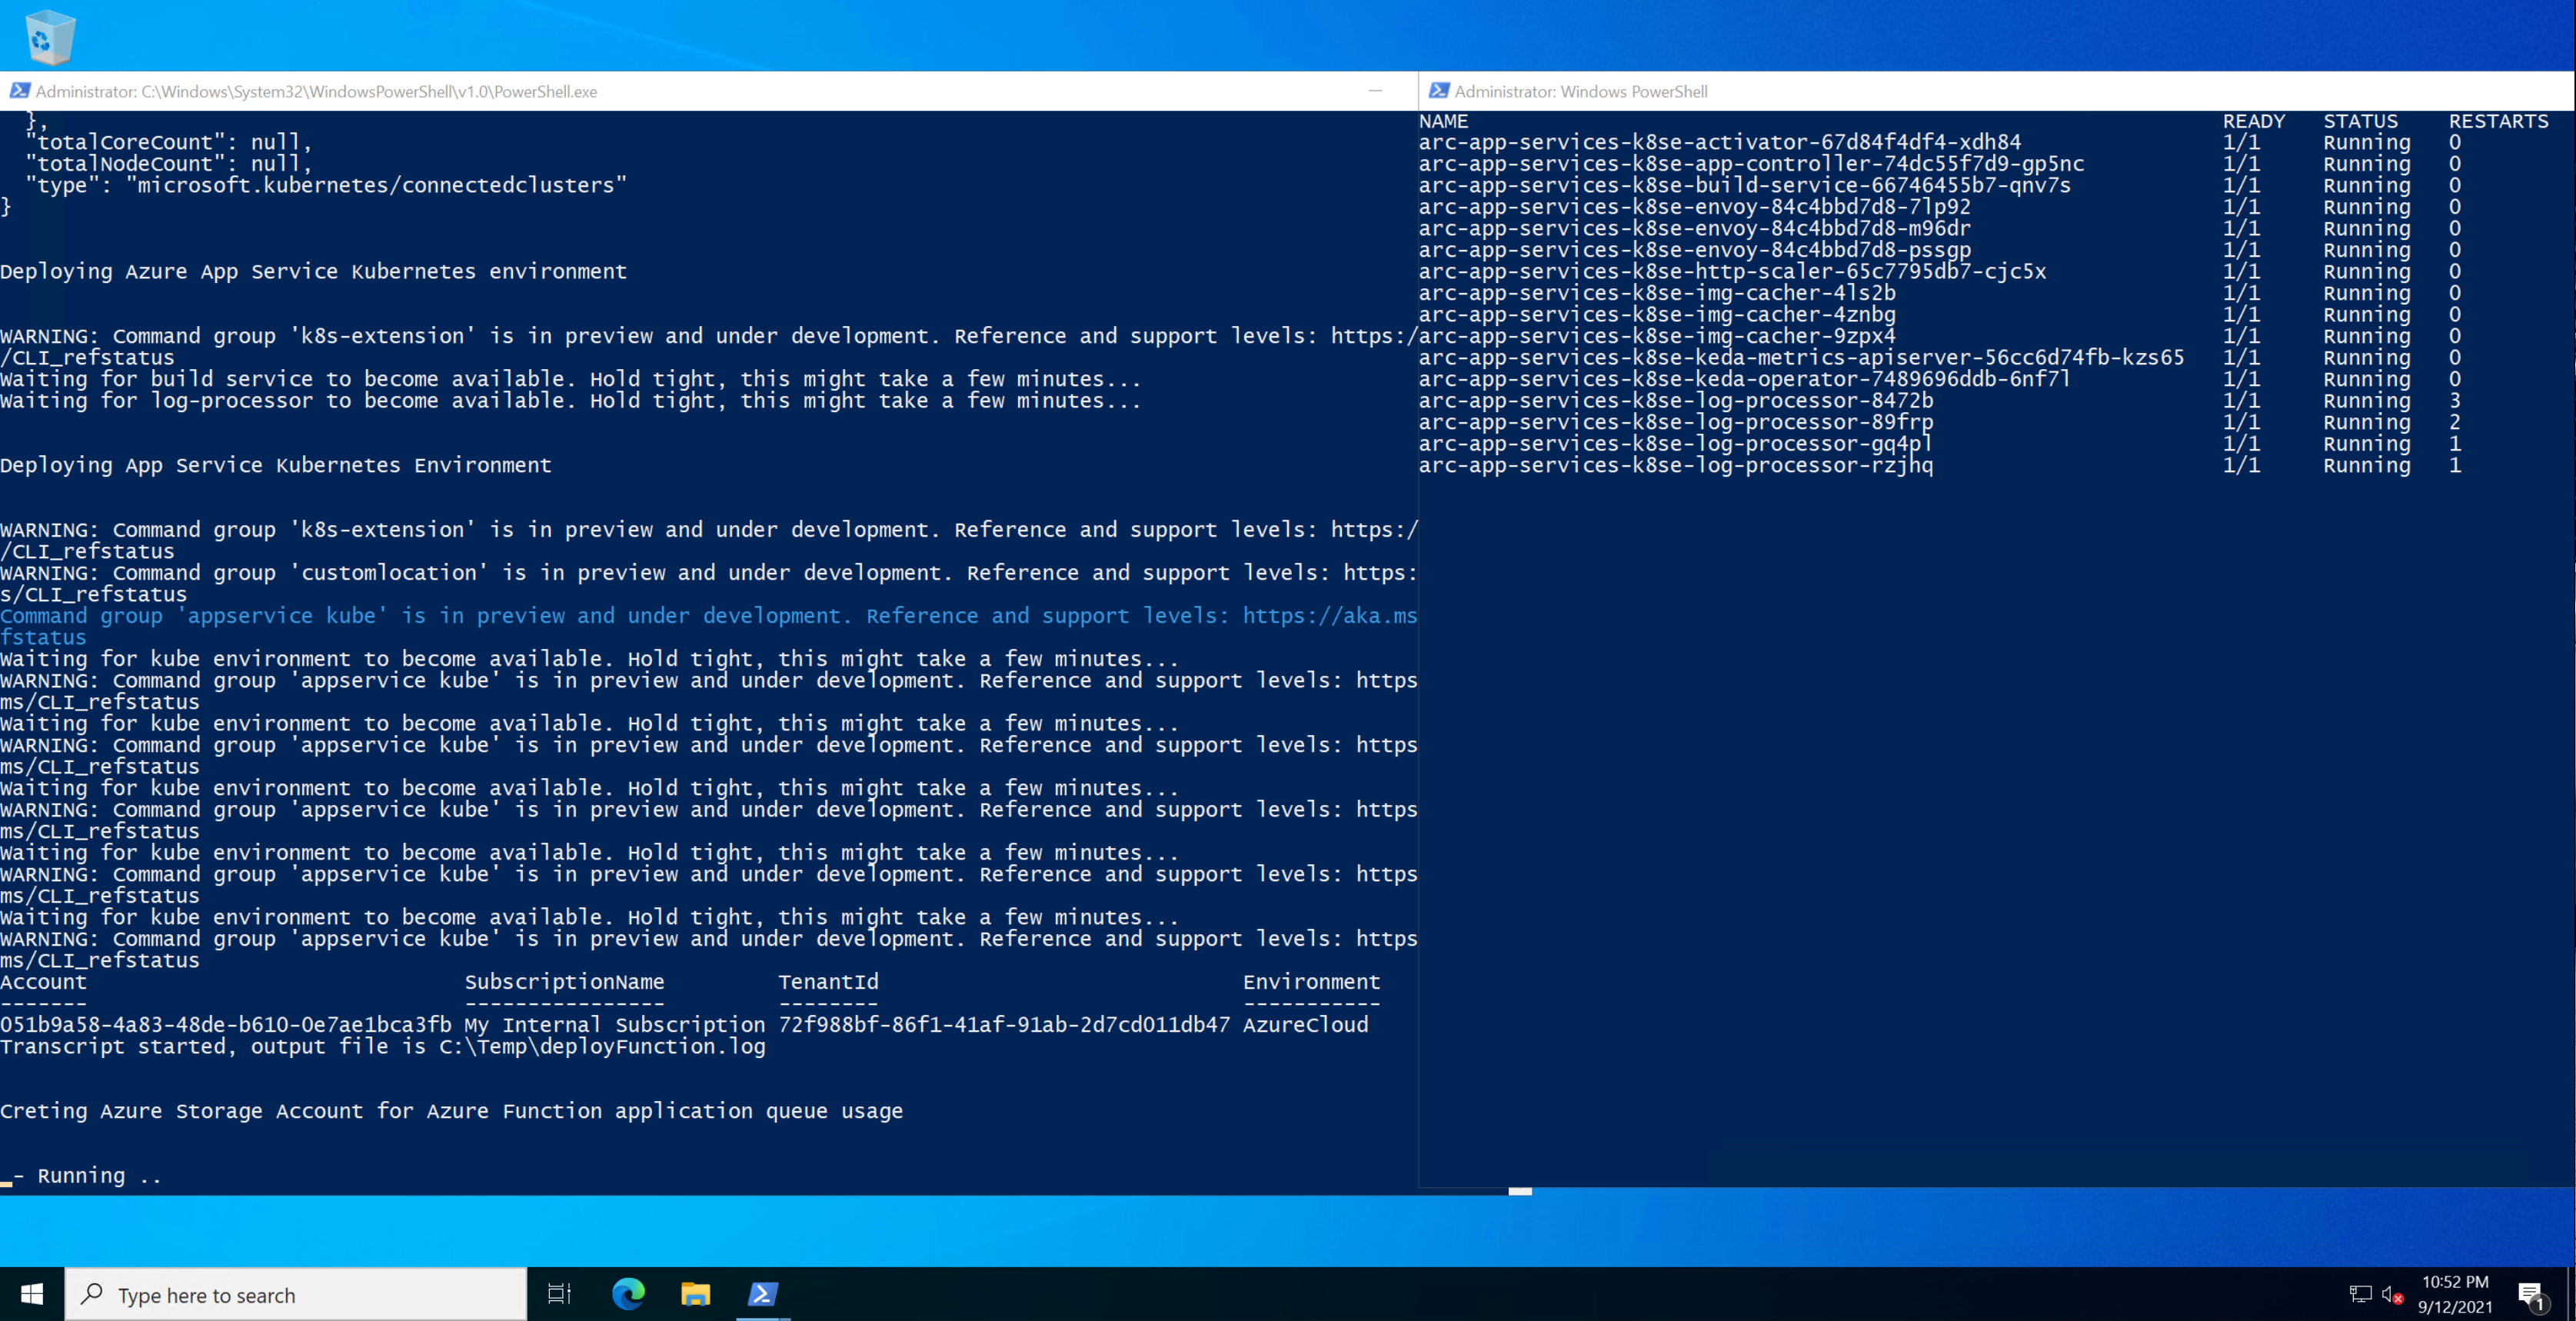 Administrator: C:\Windows\System32\WindowsPowerShell\v1.0\PowerShell.exe
},
"totalCoreCount": null,
"totalNodeCount": null,
"type": "microsoft.kubernetes/connectedclusters"
}
Deploying Azure App Service Kubernetes environment
WARNING: Command group 'k8s-extension' is in preview and under development. Reference and support levels: https:/
/CLI_refstatus
Waiting for build service to become available. Hold tight, this might take a few minutes...
Waiting for log-processor to become available. Hold tight, this might take a few minutes...
Deploying App Service Kubernetes Environment
WARNING: Command group 'k8s-extension' is in preview and under development. Reference and support levels: https:/
/CLI_refstatus
WARNING: Command group 'customlocation' is in preview and under development. Reference and support levels: https:
s/CLI_refstatus
Command group 'appservice kube' is in preview and under development. Reference and support levels: https://aka.ms
fstatus
Waiting for kube environment to become available. Hold tight, this might take a few minutes...
WARNING: Command group 'appservice kube' is in preview and under development. Reference and support levels: https
ms/CLI_refstatus
Waiting for kube environment to become available. Hold tight, this might take a few minutes...
WARNING: Command group 'appservice kube' is in preview and under development. Reference and support levels: https
ms/CLI_refstatus
Waiting for kube environment to become available. Hold tight, this might take a few minutes...
WARNING: Command group 'appservice kube' is in preview and under development. Reference and support levels: https
ms/CLI_refstatus
Waiting for kube environment to become available. Hold tight, this might take a few minutes...
WARNING: Command group 'appservice kube' is in preview and under development. Reference and support levels: https
ms/CLI_refstatus
Waiting for kube environment to become available. Hold tight, this might take a few minutes...
WARNING: Command group 'appservice kube' is in preview and under development. Reference and support levels: https
ms/CLI_refstatus
Account SubscriptionName TenantId Environment
------- ---------------- -------- -----------
051b9a58-4a83-48de-b610-0e7ae1bca3fb My Internal Subscription 72f988bf-86f1-41af-91ab-2d7cd011db47 AzureCloud
Transcript started, output file is C:\Temp\deployFunction.log
Creting Azure Storage Account for Azure Function application queue usage
- Running ..
Administrator: Windows PowerShell
NAME READY STATUS RESTARTS
arc-app-services-k8se-activator-67d84f4df4-xdh84 1/1 Running 0
arc-app-services-k8se-app-controller-74dc55f7d9-gp5nc 1/1 Running 0
arc-app-services-k8se-build-service-66746455b7-qnv7s 1/1 Running 0
arc-app-services-k8se-envoy-84c4bbd7d8-7lp92 1/1 Running 0
arc-app-services-k8se-envoy-84c4bbd7d8-m96dr 1/1 Running 0
arc-app-services-k8se-envoy-84c4bbd7d8-pssgp 1/1 Running 0
arc-app-services-k8se-http-scaler-65c7795db7-cjc5x 1/1 Running 0
arc-app-services-k8se-img-cacher-4ls2b 1/1 Running 0
arc-app-services-k8se-img-cacher-4znbg 1/1 Running 0
arc-app-services-k8se-img-cacher-9zpx4 1/1 Running 0
arc-app-services-k8se-keda-metrics-apiserver-56cc6d74fb-kzs65 1/1 Running 0
arc-app-services-k8se-keda-operator-7489696ddb-6nf7l 1/1 Running 0
arc-app-services-k8se-log-processor-8472b 1/1 Running 3
arc-app-services-k8se-log-processor-89frp 1/1 Running 2
arc-app-services-k8se-log-processor-gq4pl 1/1 Running 1
arc-app-services-k8se-log-processor-rzjhq 1/1 Running 1
Type here to search
10:52 PM
9/12/2021
1